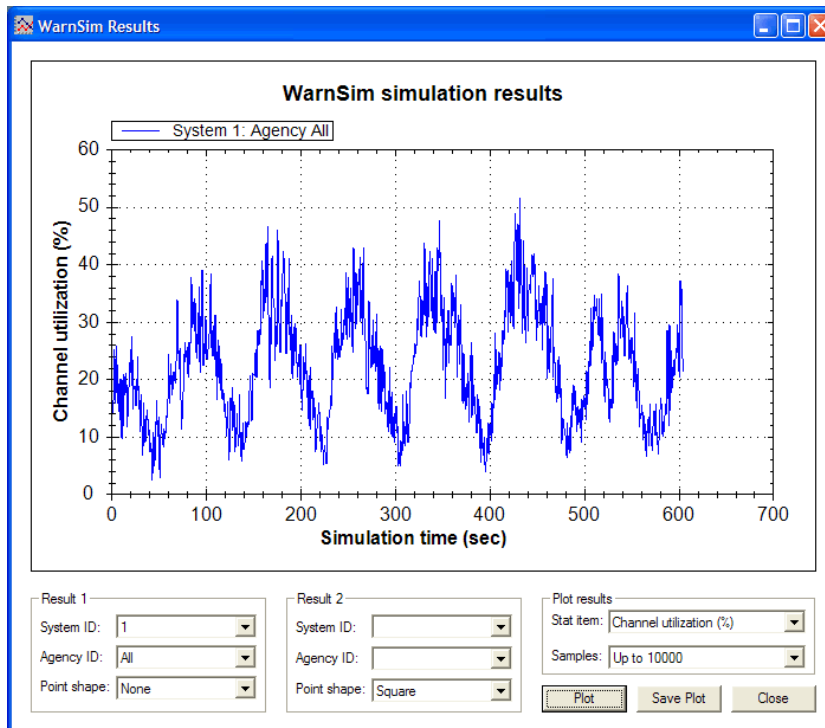 WarnSim Results
WarnSim simulation results
System 1: Agency All
60
50
40
30
20
10
0
Channel utilization (%)
0 100 200 300 400 500 600 700
Simulation time (sec)
Result 1
System ID: 1
Agency ID: All
Point shape: None
Result 2
System ID:
Agency ID:
Point shape: Square
Plot results
Stat item: Channel utilization (%)
Samples: Up to 10000
Plot Save Plot Close